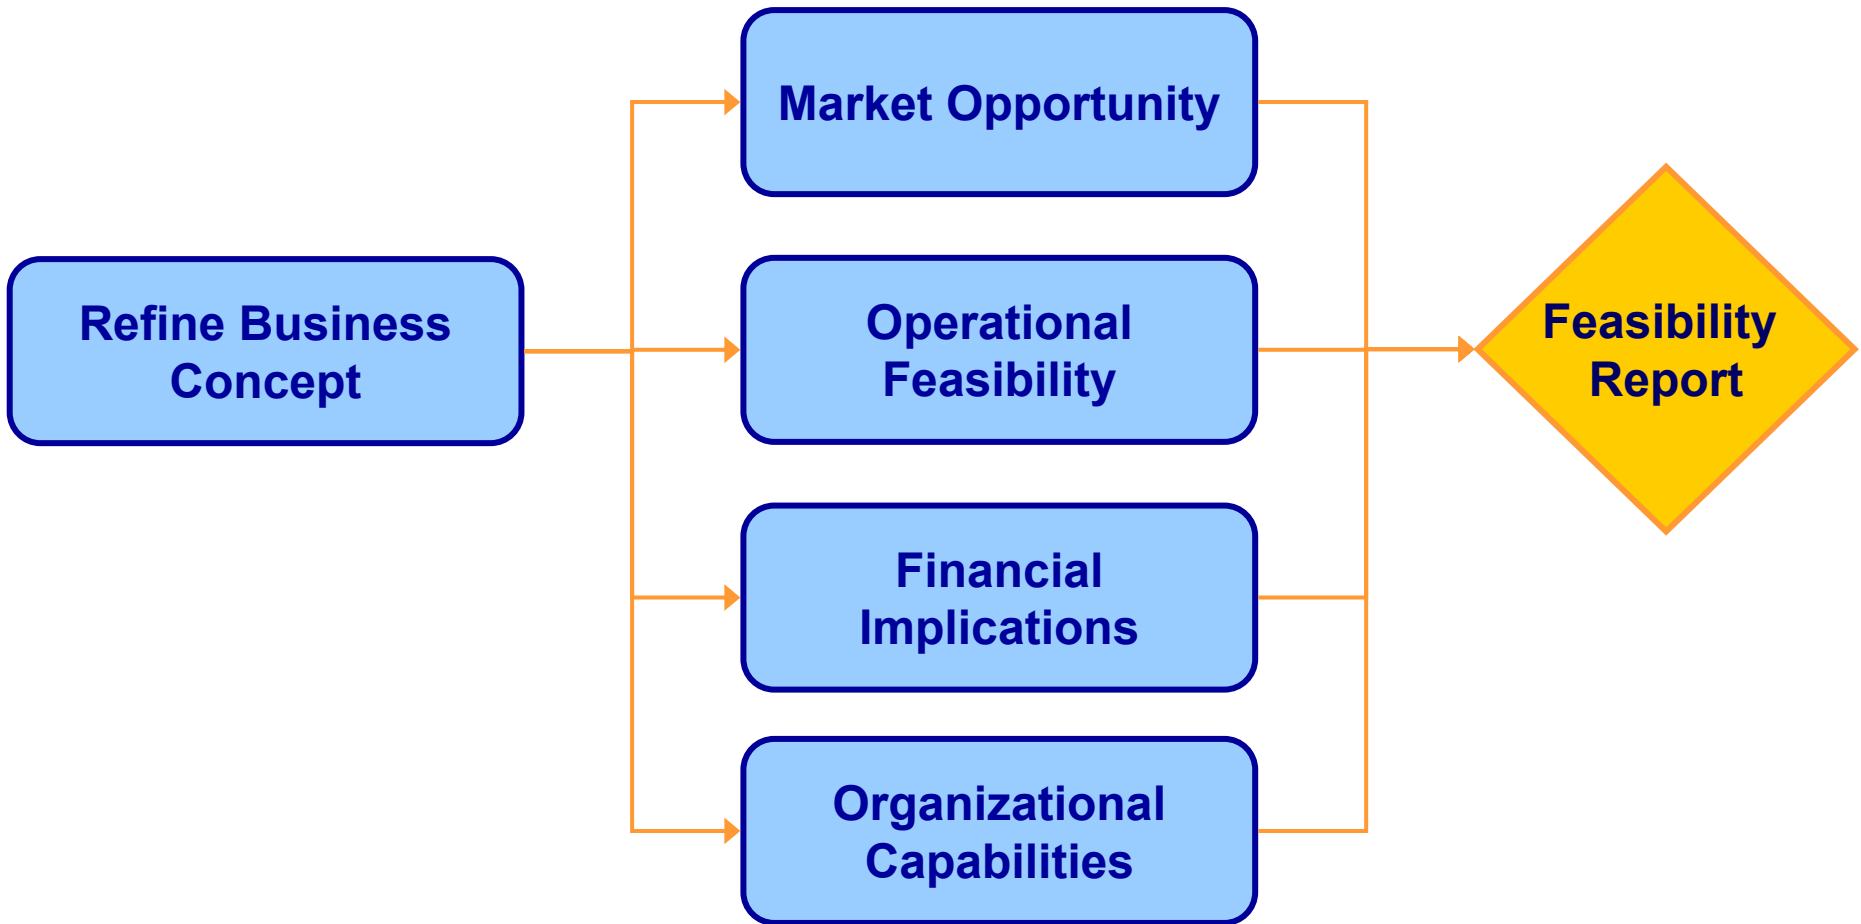 Refine Business
Concept
Market Opportunity
Operational
Feasibility
Financial
Implications
Organizational
Capabilities
Feasibility
Report